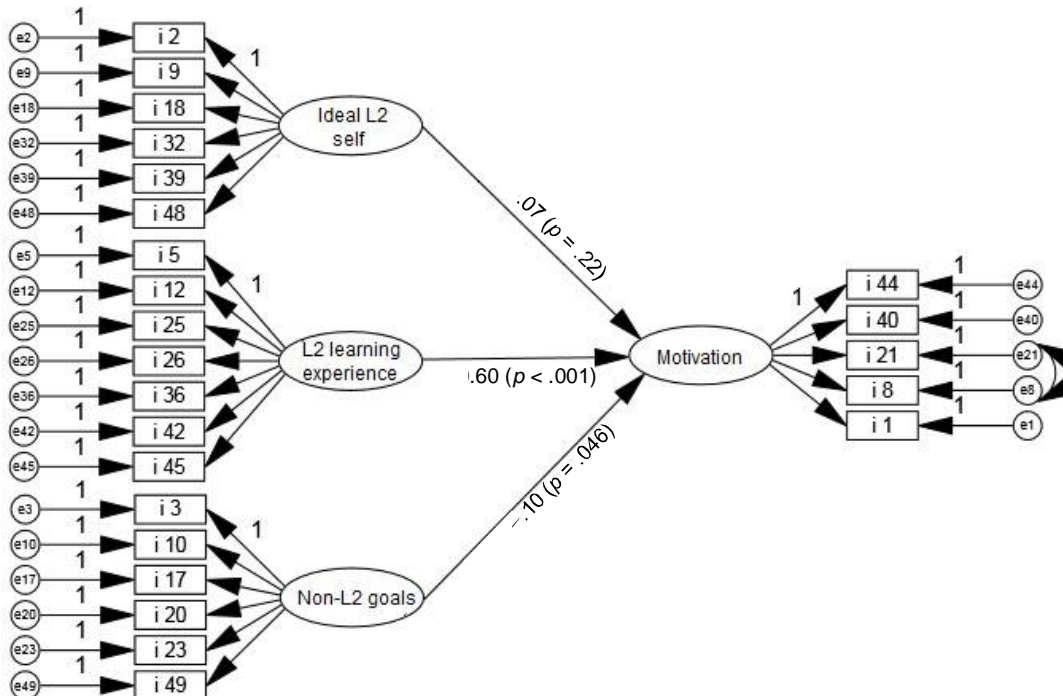 1
e2
i 2
1
e9
i 9
1
1
e18
i 18
1
e32
i 32
1
e39
i 39
1
e48
i 48
Ideal L2
self
1
e5
i 5
1
e12
i 12
1
1
e25
i 25
1
e26
i 26
1
e36
i 36
1
e42
i 42
1
e45
i 45
L2 learning
experience
1
e3
i 3
1
e10
i 10
1
1
e17
i 17
1
e20
i 20
1
e23
i 23
1
e49
i 49
Non-L2 goals
.07 (p = .22)
.60 (p < .001)
-.10 (p = .046)
Motivation
1
i 44
1
e44
i 40
1
e40
i 21
1
e21
i 8
1
e8
i 1
1
e1